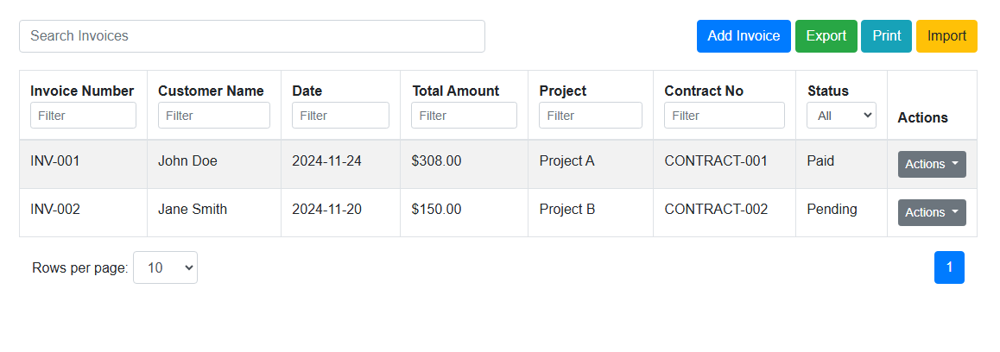 Search Invoices Add Invoice Export Print Import
Invoice Number Customer Name Date Total Amount Project Contract No Status
Filter Filter Filter Filter Filter Filter All Actions
INV-001 John Doe 2024-11-24 $308.00 Project A CONTRACT-001 Paid Actions
INV-002 Jane Smith 2024-11-20 $150.00 Project B CONTRACT-002 Pending Actions
Rows per page: 10 1